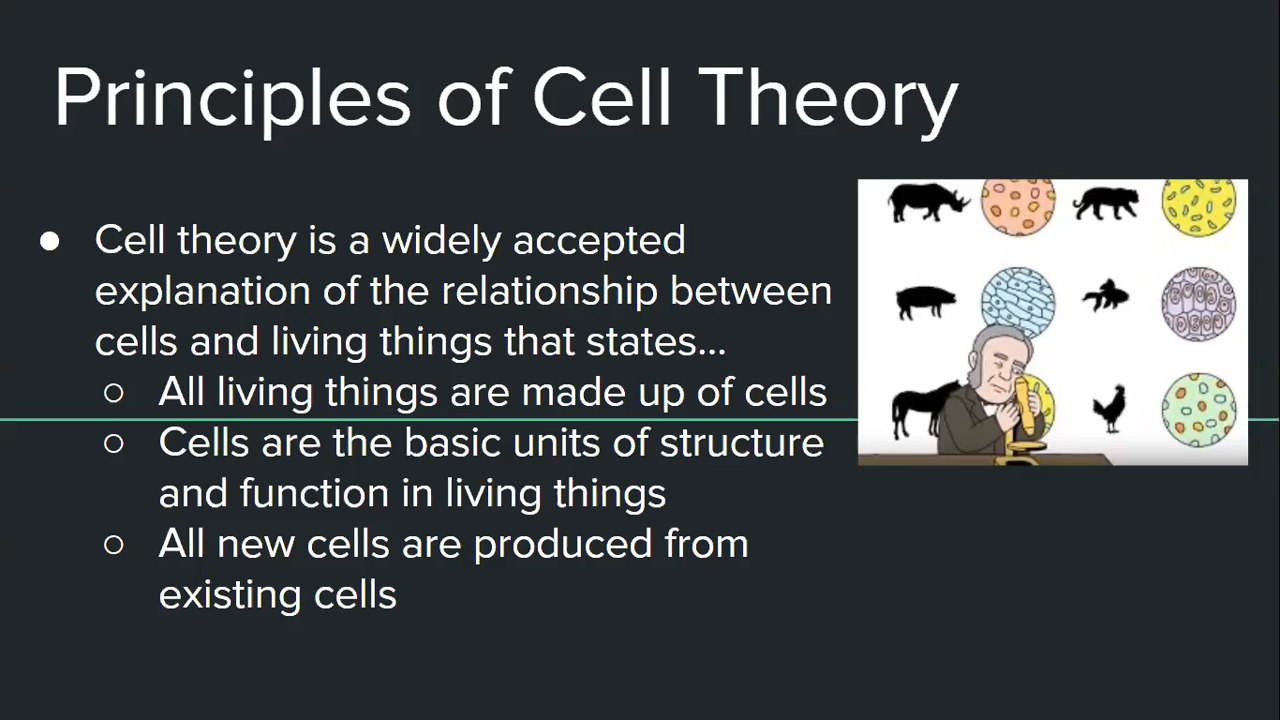 Principles of Cell Theory
● Cell theory is a widely accepted
explanation of the relationship between
cells and living things that states...
○ All living things are made up of cells
○ Cells are the basic units of structure
and function in living things
○ All new cells are produced from
existing cells